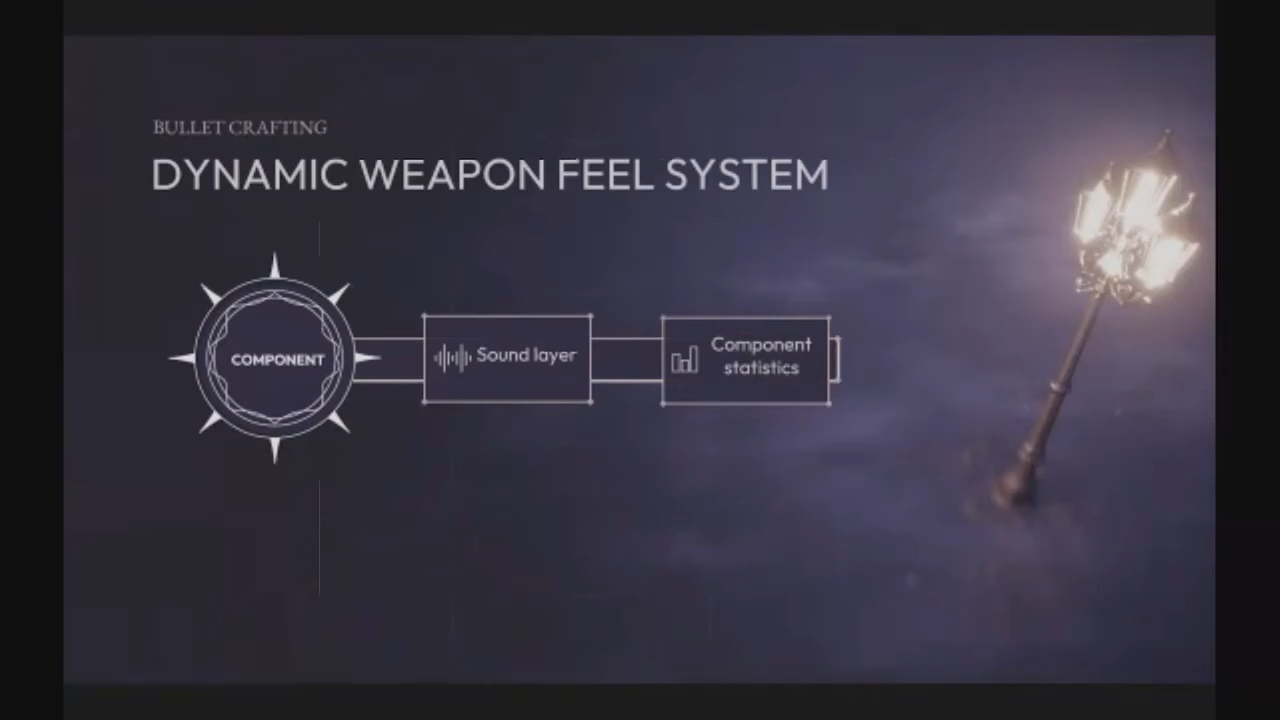 BULLET CRAFTING
DYNAMIC WEAPON FEEL SYSTEM
COMPONENT
Sound layer
Component
statistics